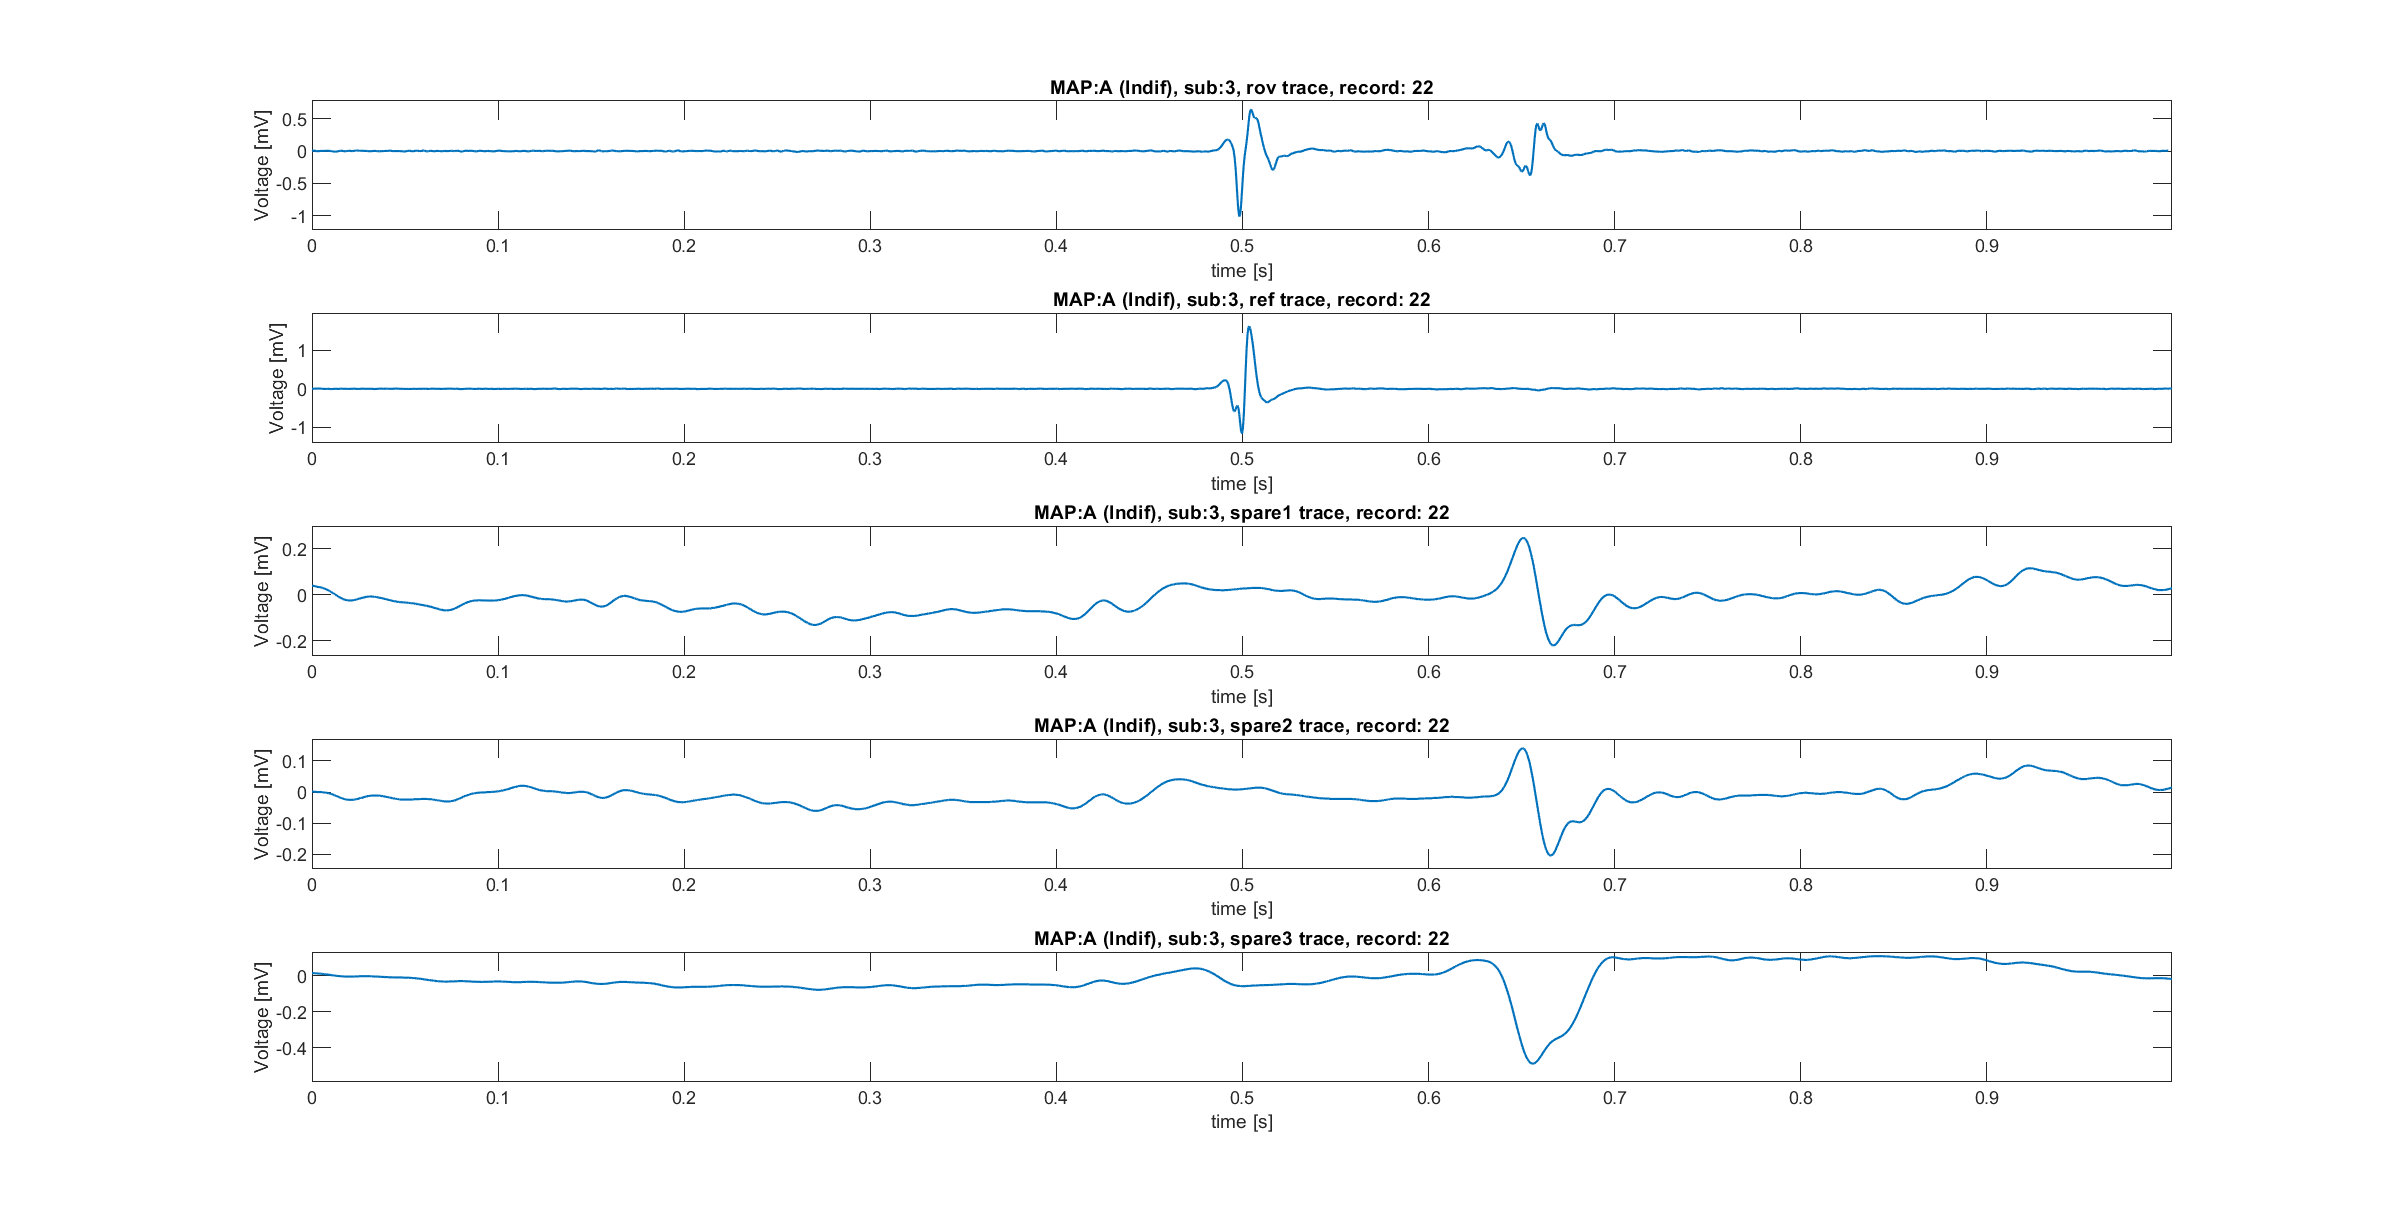 MAP:A (Indif), sub:3, rov trace, record: 22
Voltage [mV]
0.5
0
-0.5
-1
0 0.1 0.2 0.3 0.4 0.5 0.6 0.7 0.8 0.9
time [s]
MAP:A (Indif), sub:3, ref trace, record: 22
Voltage [mV]
1
0
-1
0 0.1 0.2 0.3 0.4 0.5 0.6 0.7 0.8 0.9
time [s]
MAP:A (Indif), sub:3, spare1 trace, record: 22
Voltage [mV]
0.2
0
-0.2
0 0.1 0.2 0.3 0.4 0.5 0.6 0.7 0.8 0.9
time [s]
MAP:A (Indif), sub:3, spare2 trace, record: 22
Voltage [mV]
0.1
0
-0.1
-0.2
0 0.1 0.2 0.3 0.4 0.5 0.6 0.7 0.8 0.9
time [s]
MAP:A (Indif), sub:3, spare3 trace, record: 22
Voltage [mV]
0
-0.2
-0.4
0 0.1 0.2 0.3 0.4 0.5 0.6 0.7 0.8 0.9
time [s]